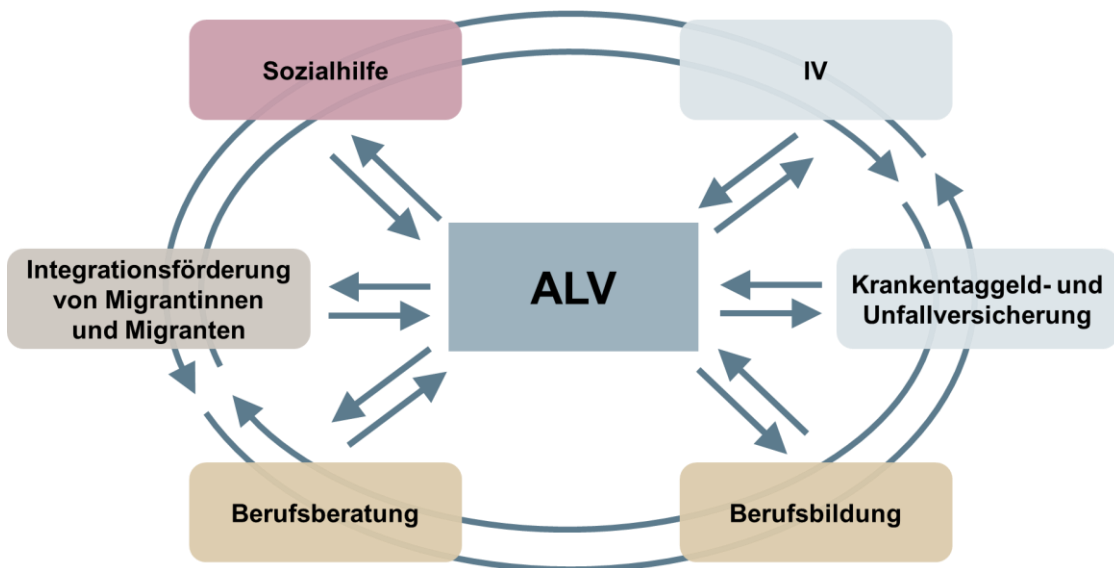 Sozialhilfe
IV
Integrationsförderung
von Migrantinnen
und Migranten
ALV
Krankentaggeld- und
Unfallversicherung
Berufsberatung
Berufsbildung